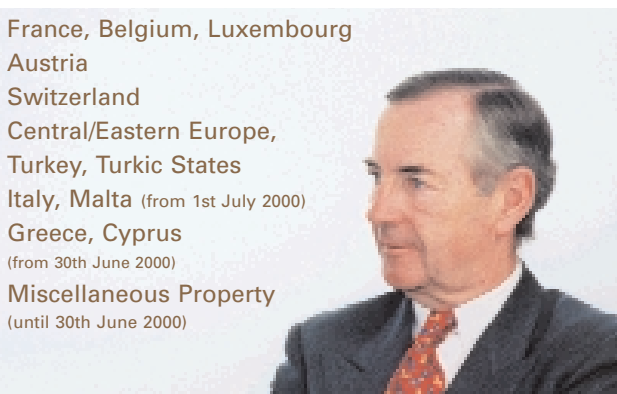 France, Belgium, Luxembourg
Austria
Switzerland
Central/Eastern Europe,
Turkey, Turkic States
Italy, Malta (from 1st July 2000)
Greece, Cyprus
(from 30th June 2000)
Miscellaneous Property
(until 30th June 2000)